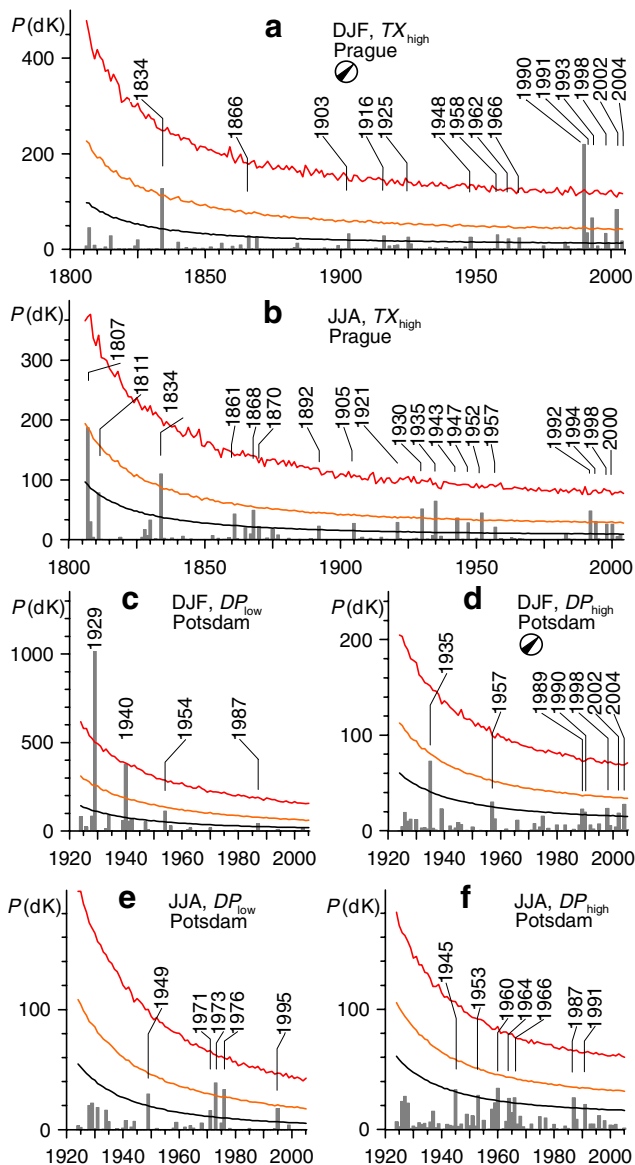 P (dK)
a
DJF, TXhigh
Prague
400
200
0
1834
1866
1903
1916
1925
1948
1958
1962
1966
1990
1991
1993
1998
2002
2004
1800 1850 1900 1950 2000
P (dK)
b
JJA, TXhigh
Prague
300
200
100
0
1807
1811
1834
1861
1868
1870
1892
1905
1921
1930
1935
1943
1947
1952
1957
1992
1994
1998
2000
1800 1850 1900 1950 2000
P (dK)
c
DJF, DPlow
Potsdam
1000
500
0
1929
1940
1954
1987
1920 1940 1960 1980 2000
P (dK)
d
DJF, DPhigh
Potsdam
200
100
0
1935
1957
1989
1990
1998
2002
2004
1920 1940 1960 1980 2000
P (dK)
e
JJA, DPlow
Potsdam
100
0
1949
1971
1973
1976
1995
1920 1940 1960 1980 2000
P (dK)
f
JJA, DPhigh
Potsdam
100
0
1945
1953
1960
1964
1966
1987
1991
1920 1940 1960 1980 2000